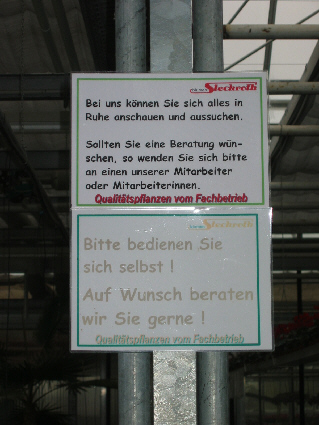 Steckroth
Bei uns können Sie sich alles in
Ruhe anschauen und aussuchen.
Sollten Sie eine Beratung wün-
schen, so wenden Sie sich bitte
an einen unserer Mitarbeiter
oder Mitarbeiterinnen.
Qualitätspflanzen vom Fachbetrieb
Steckroth
Bitte bedienen Sie
sich selbst !
Auf Wunsch beraten
wir Sie gerne !
Qualitätspflanzen vom Fachbetrieb